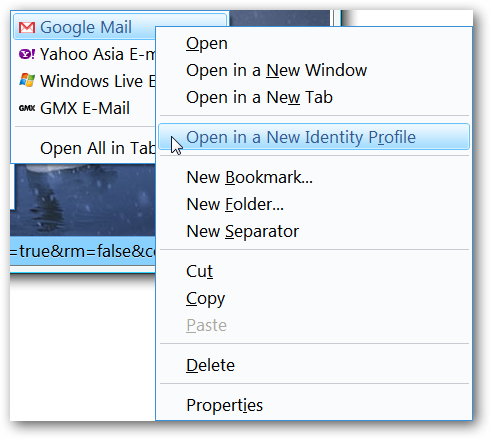 Google Mail
Yahoo Asia E-m
Windows Live E
GMX GMX E-Mail
Open All in Tab
=true&rm=false&c
Open
Open in a New Window
Open in a New Tab
Open in a New Identity Profile
New Bookmark...
New Folder...
New Separator
Cut
Copy
Paste
Delete
Properties